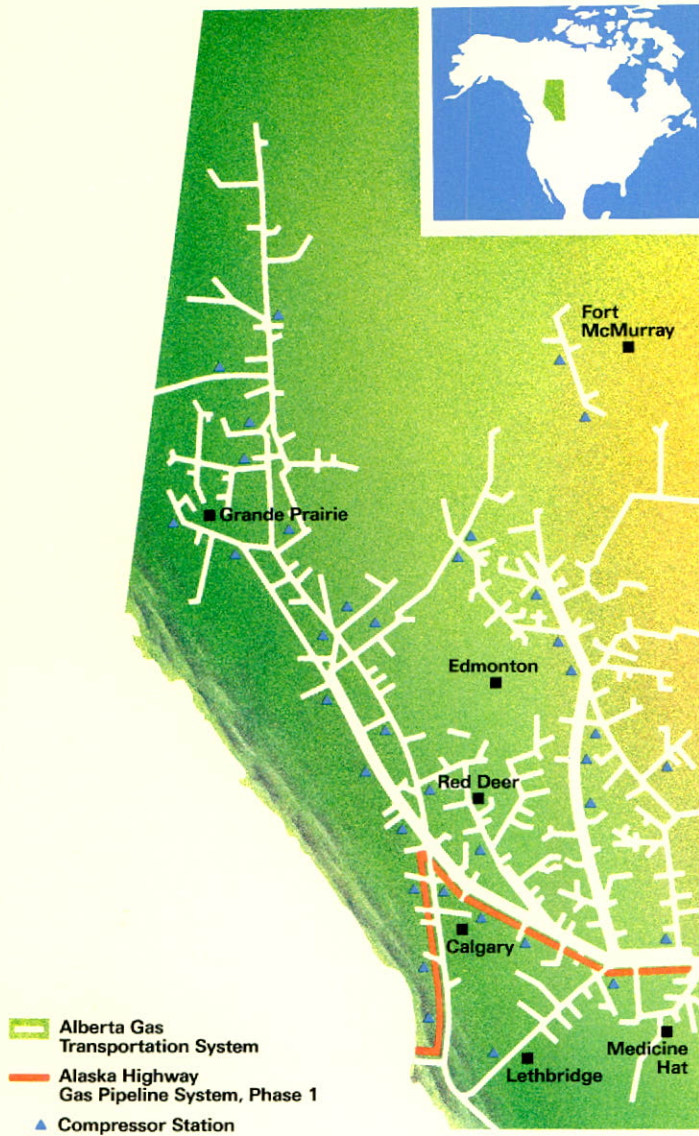 Fort
McMurray
Grande Prairie
Edmonton
Red Deer
Calgary
Medicine
Hat
Lethbridge
Alberta Gas
Transportation System
Alaska Highway
Gas Pipeline System, Phase 1
Compressor Station